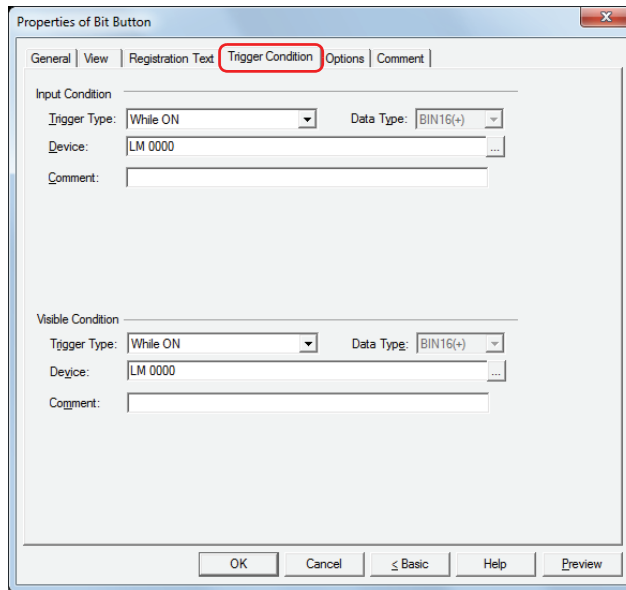 Properties of Bit Button
General View Registration Text Trigger Condition Options Comment
Input Condition
Trigger Type: While ON Data Type: BIN16(+)
Device: LM 0000 ...
Comment:
Visible Condition
Trigger Type: While ON Data Type: BIN16(+)
Device: LM 0000 ...
Comment:
OK Cancel < Basic Help Preview